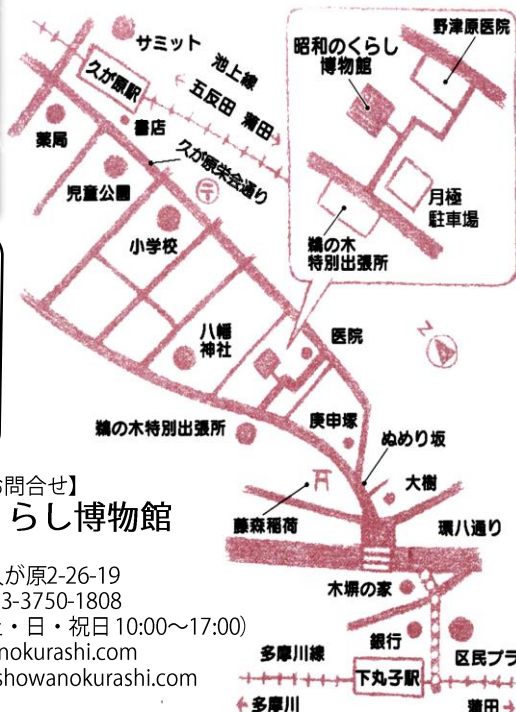 サミット
池上線
久が原駅
五反田 蒲田
書店
薬局
久が原栄会通り
児童公園
〒
小学校
野津原医院
昭和のくらし
博物館
月極
駐車場
鵜の木
特別出張所
N
八幡
神社
医院
鵜の木特別出張所
庚申塚
ぬめり坂
大樹
藤森稲荷
環八通り
木塀の家
銀行
区民プラ
多摩川線
下丸子駅
多摩川
蒲田
問合せ】
らし博物館
が原2-26-19
3-3750-1808
・日・祝日 10:00〜17:00)
nokurashi.com
showanokurashi.com